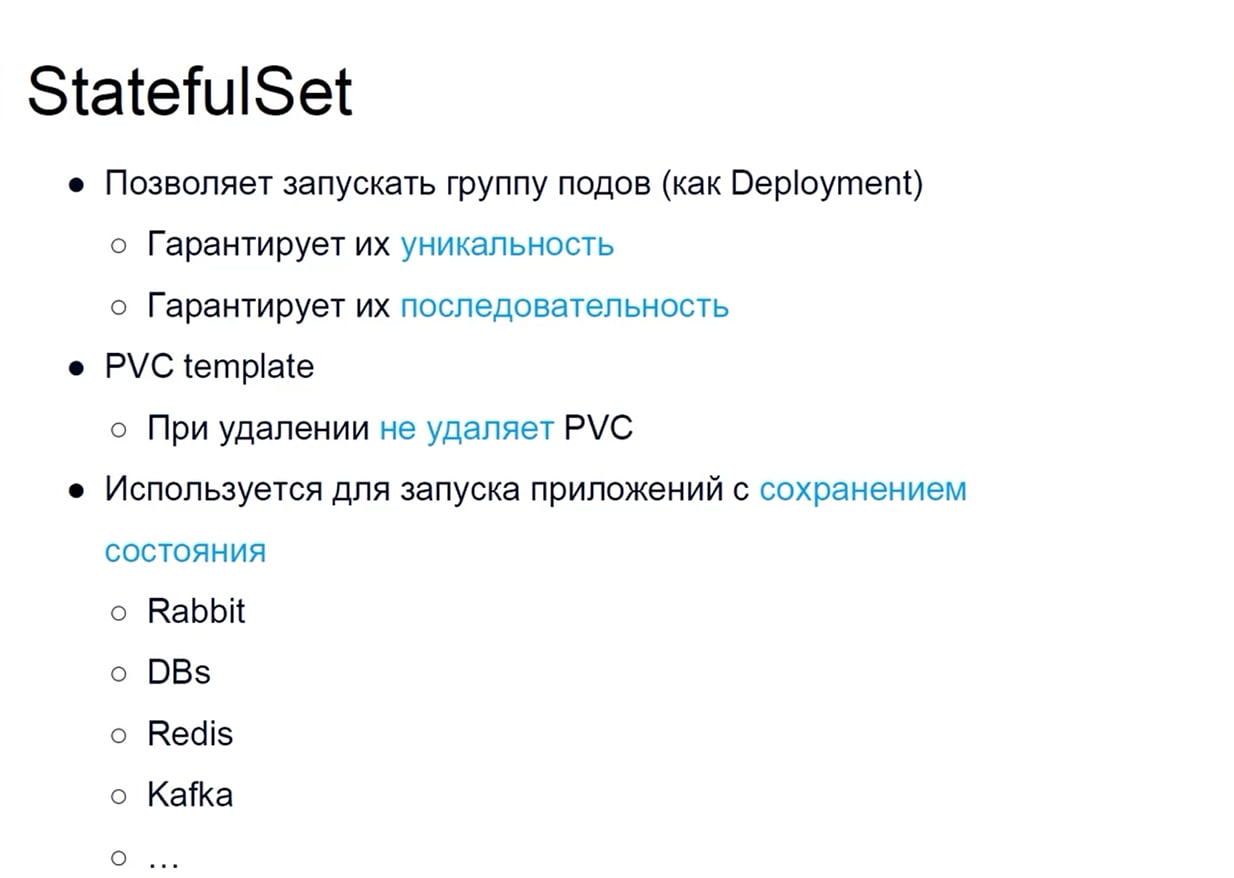 StatefulSet
● Позволяет запускать группу подов (как Deployment)
○ Гарантирует их уникальность
○ Гарантирует их последовательность
● PVC template
○ При удалении не удаляет PVC
● Используется для запуска приложений с сохранением
состояния
○ Rabbit
○ DBs
○ Redis
○ Kafka
○ …